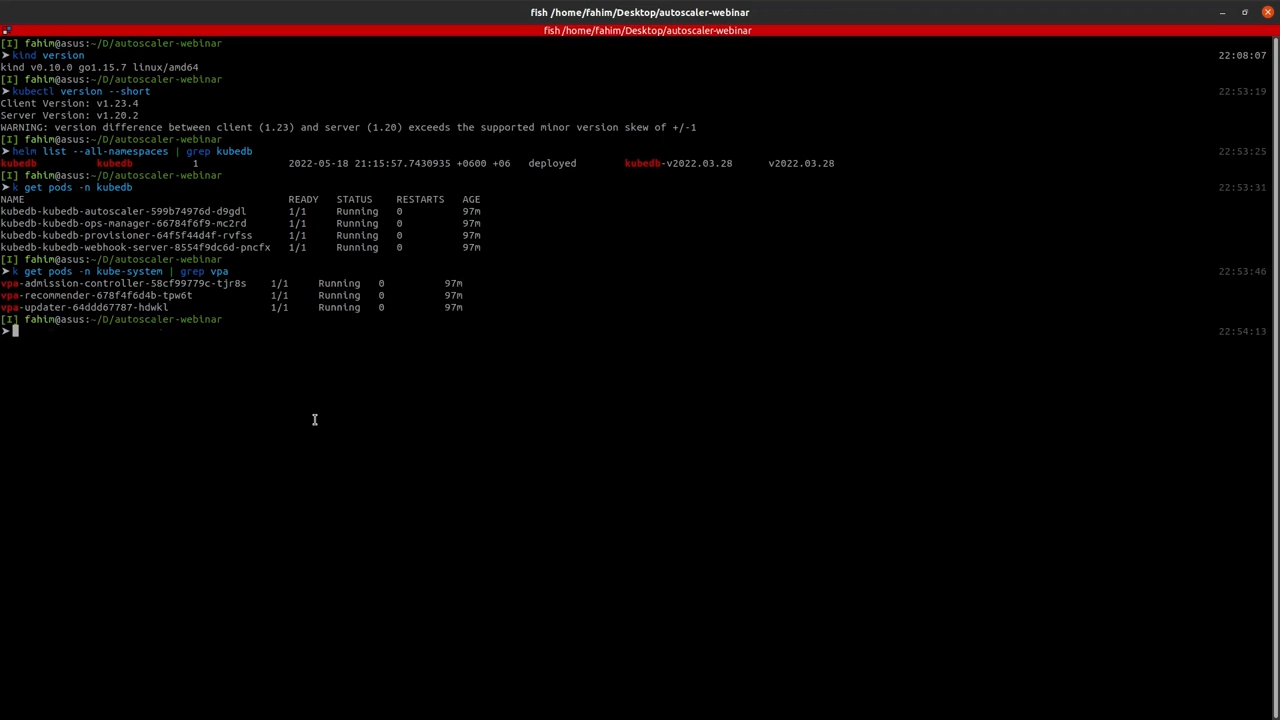 fish /home/fahim/Desktop/autoscaler-webinar
fish /home/fahim/Desktop/autoscaler-webinar
[I] fahim@asus:~/D/autoscaler-webinar
➤ kind version 22:08:07
kind v0.10.0 go1.15.7 linux/amd64
[I] fahim@asus:~/D/autoscaler-webinar
➤ kubectl version --short 22:53:19
Client Version: v1.23.4
Server Version: v1.20.2
WARNING: version difference between client (1.23) and server (1.20) exceeds the supported minor version skew of +/-1
[I] fahim@asus:~/D/autoscaler-webinar
➤ helm list --all-namespaces | grep kubedb 22:53:25
kubedb kubedb 1 2022-05-18 21:15:57.7430935 +0600 +06 deployed kubedb-v2022.03.28 v2022.03.28
[I] fahim@asus:~/D/autoscaler-webinar
➤ k get pods -n kubedb 22:53:31
NAME READY STATUS RESTARTS AGE
kubedb-kubedb-autoscaler-599b74976d-d9gdl 1/1 Running 0 97m
kubedb-kubedb-ops-manager-66784f6f9-mc2rd 1/1 Running 0 97m
kubedb-kubedb-provisioner-64f5f44d4f-rvfss 1/1 Running 0 97m
kubedb-kubedb-webhook-server-8554f9dc6d-pncfx 1/1 Running 0 97m
[I] fahim@asus:~/D/autoscaler-webinar
➤ k get pods -n kube-system | grep vpa 22:53:46
vpa-admission-controller-58cf99779c-tjr8s 1/1 Running 0 97m
vpa-recommender-678f4f6d4b-tpw6t 1/1 Running 0 97m
vpa-updater-64ddd67787-hdwkl 1/1 Running 0 97m
[I] fahim@asus:~/D/autoscaler-webinar
➤ 22:54:13